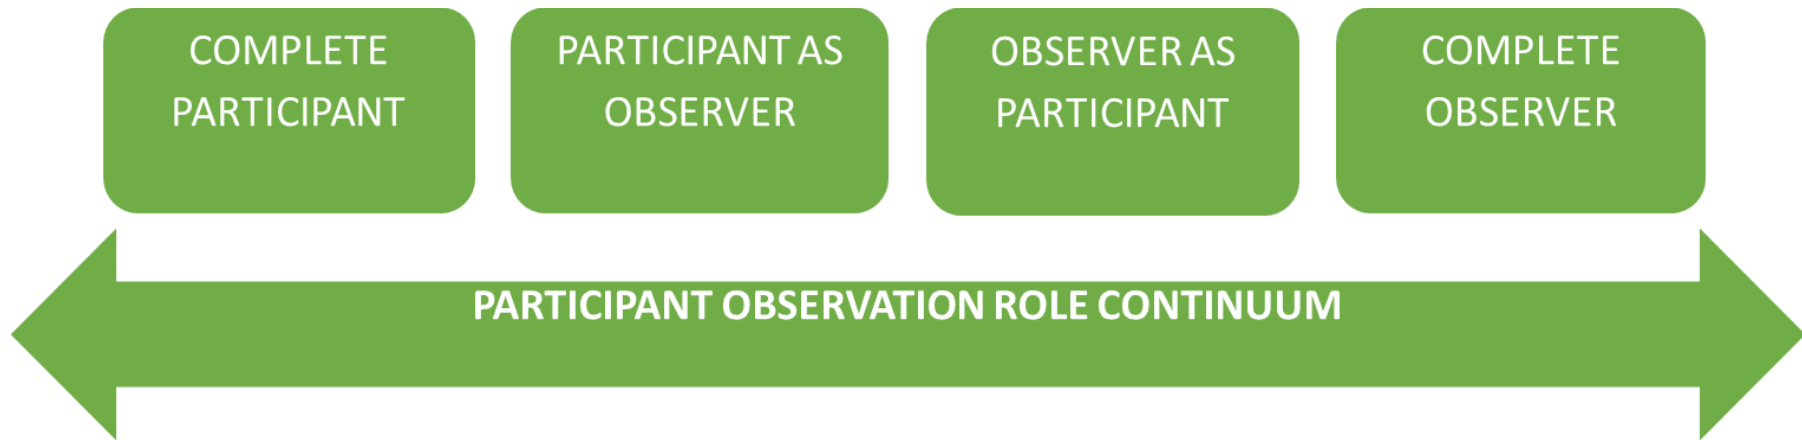 COMPLETE
PARTICIPANT
PARTICIPANT AS
OBSERVER
OBSERVER AS
PARTICIPANT
COMPLETE
OBSERVER
PARTICIPANT OBSERVATION ROLE CONTINUUM